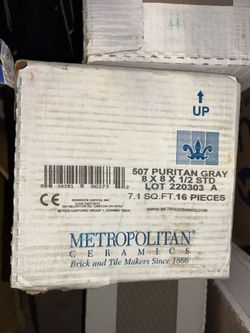 UP
507 PURITAN GRAY
8 X 8 X 1/2 STD
LOT 220303 A
7.1 SQ.FT.16 PIECES
CE
METROPOLITAN
CERAMICS
Brick and Tile Makers Since 1866